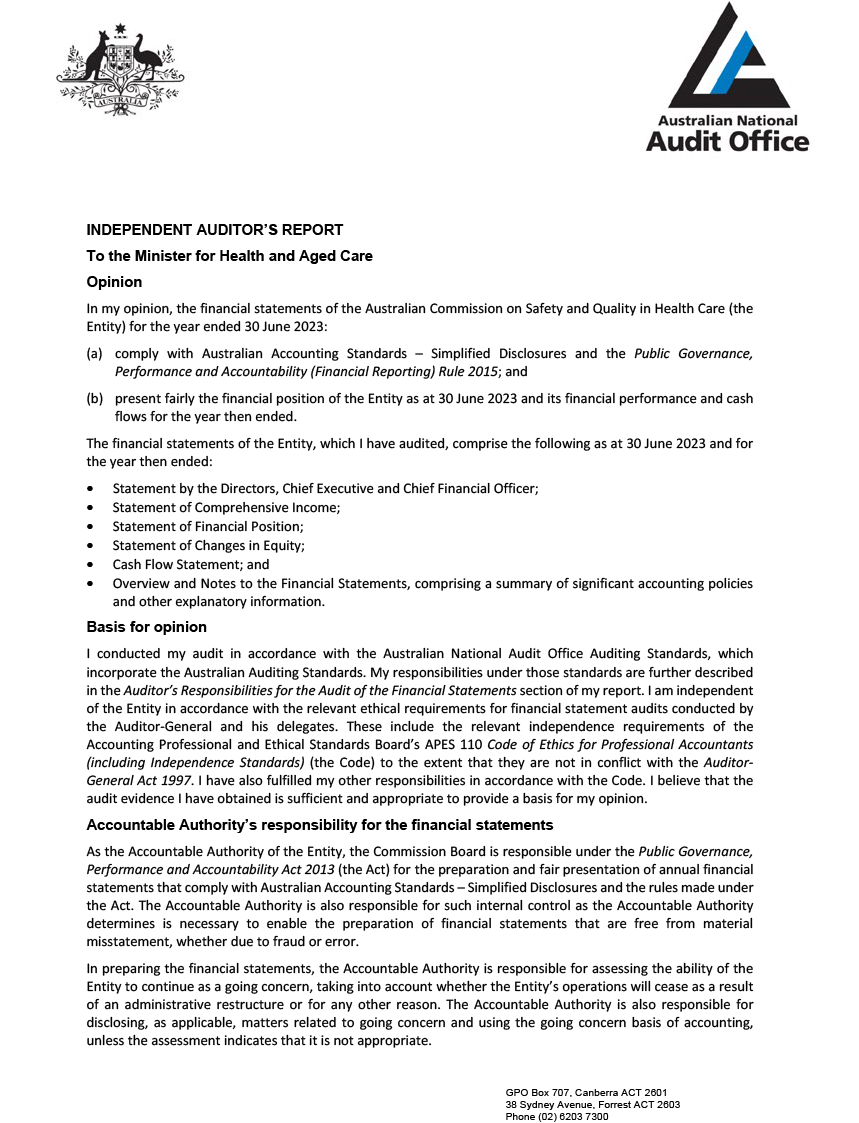 AUSTRALIA
Australian National
Audit Office
INDEPENDENT AUDITOR’S REPORT
To the Minister for Health and Aged Care
Opinion
In my opinion, the financial statements of the Australian Commission on Safety and Quality in Health Care (the
Entity) for the year ended 30 June 2023:
(a) comply with Australian Accounting Standards – Simplified Disclosures and the Public Governance,
Performance and Accountability (Financial Reporting) Rule 2015; and
(b) present fairly the financial position of the Entity as at 30 June 2023 and its financial performance and cash
flows for the year then ended.
The financial statements of the Entity, which I have audited, comprise the following as at 30 June 2023 and for
the year then ended:
• Statement by the Directors, Chief Executive and Chief Financial Officer;
• Statement of Comprehensive Income;
• Statement of Financial Position;
• Statement of Changes in Equity;
• Cash Flow Statement; and
• Overview and Notes to the Financial Statements, comprising a summary of significant accounting policies
and other explanatory information.
Basis for opinion
I conducted my audit in accordance with the Australian National Audit Office Auditing Standards, which
incorporate the Australian Auditing Standards. My responsibilities under those standards are further described
in the Auditor’s Responsibilities for the Audit of the Financial Statements section of my report. I am independent
of the Entity in accordance with the relevant ethical requirements for financial statement audits conducted by
the Auditor-General and his delegates. These include the relevant independence requirements of the
Accounting Professional and Ethical Standards Board’s APES 110 Code of Ethics for Professional Accountants
(including Independence Standards) (the Code) to the extent that they are not in conflict with the Auditor-
General Act 1997. I have also fulfilled my other responsibilities in accordance with the Code. I believe that the
audit evidence I have obtained is sufficient and appropriate to provide a basis for my opinion.
Accountable Authority’s responsibility for the financial statements
As the Accountable Authority of the Entity, the Commission Board is responsible under the Public Governance,
Performance and Accountability Act 2013 (the Act) for the preparation and fair presentation of annual financial
statements that comply with Australian Accounting Standards – Simplified Disclosures and the rules made under
the Act. The Accountable Authority is also responsible for such internal control as the Accountable Authority
determines is necessary to enable the preparation of financial statements that are free from material
misstatement, whether due to fraud or error.
In preparing the financial statements, the Accountable Authority is responsible for assessing the ability of the
Entity to continue as a going concern, taking into account whether the Entity’s operations will cease as a result
of an administrative restructure or for any other reason. The Accountable Authority is also responsible for
disclosing, as applicable, matters related to going concern and using the going concern basis of accounting,
unless the assessment indicates that it is not appropriate.
GPO Box 707, Canberra ACT 2601
38 Sydney Avenue, Forrest ACT 2603
Phone (02) 6203 7300